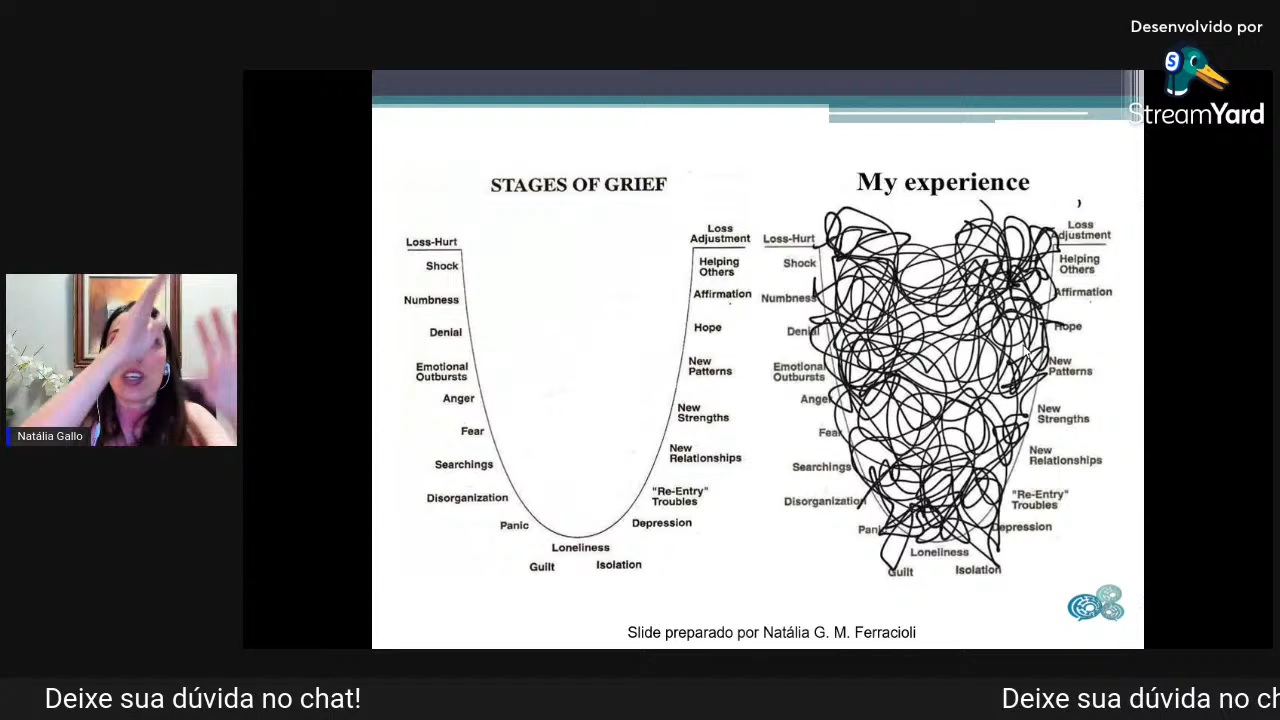 Desenvolvido por
StreamYard
STAGES OF GRIEF
Loss-Hurt
Shock
Numbness
Denial
Emotional
Outbursts
Anger
Fear
Searchings
Disorganization
Panic
Loneliness
Guilt
Isolation
Loss
Adjustment
Helping
Others
Affirmation
Hope
New
Patterns
New
Strengths
New
Relationships
"Re-Entry"
Troubles
Depression
My experience
Loss-Hurt
Shock
Numbness
Denial
Emotional
Outbursts
Anger
Fear
Searchings
Disorganization
Panic
Loneliness
Guilt
Isolation
Loss
Adjustment
Helping
Others
Affirmation
Hope
New
Patterns
New
Strengths
New
Relationships
"Re-Entry"
Troubles
Depression
Slide preparado por Natália G. M. Ferracioli
Natália Gallo
Deixe sua dúvida no chat!
Deixe sua dúvida no ch